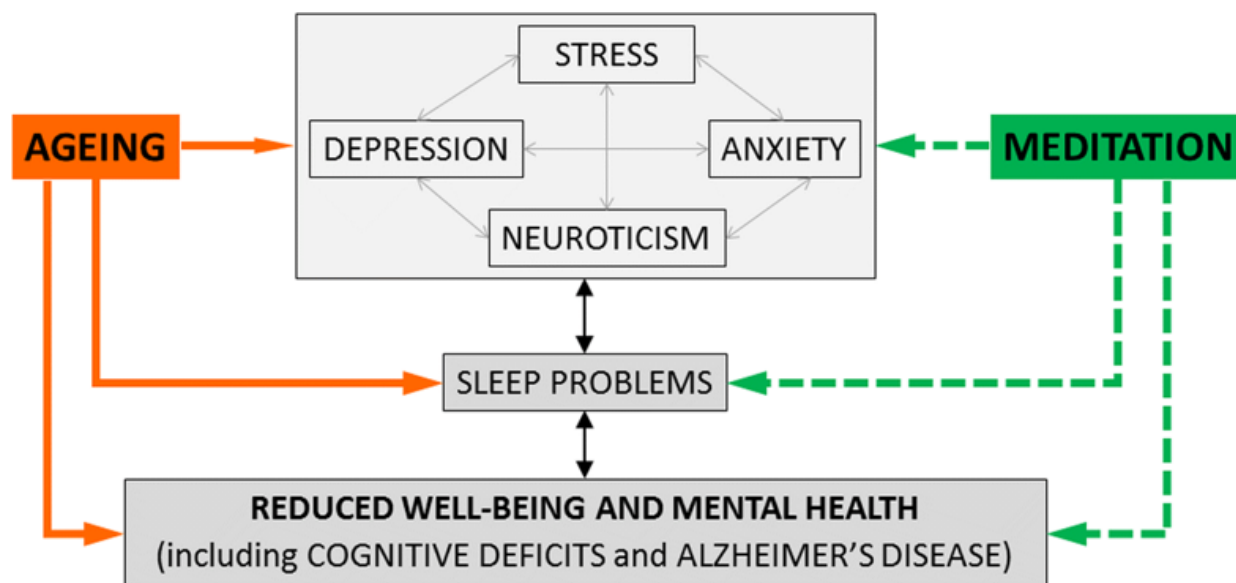 STRESS
AGEING
DEPRESSION
ANXIETY
MEDITATION
NEUROTICISM
SLEEP PROBLEMS
REDUCED WELL-BEING AND MENTAL HEALTH
(including COGNITIVE DEFICITS and ALZHEIMER’S DISEASE)